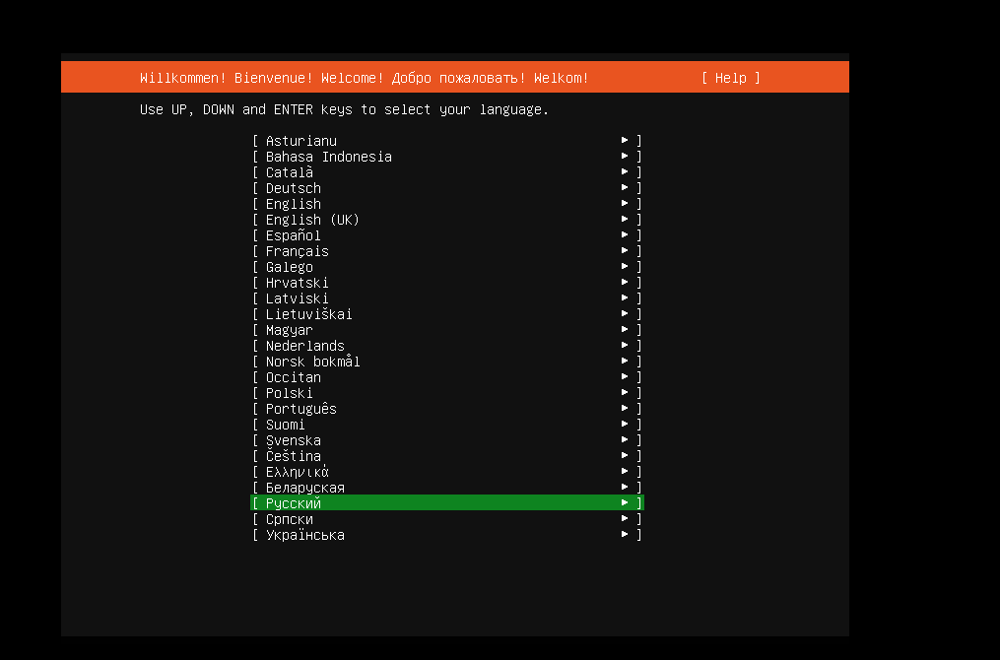 Willkommen! Bienvenue! Welcome! Добро пожаловать! Welkom! [ Help ]
Use UP, DOWN and ENTER keys to select your language.
[ Asturianu ► ]
[ Bahasa Indonesia ► ]
[ Català ► ]
[ Deutsch ► ]
[ English ► ]
[ English (UK) ► ]
[ Español ► ]
[ Français ► ]
[ Galego ► ]
[ Hrvatski ► ]
[ Latviski ► ]
[ Lietuviškai ► ]
[ Magyar ► ]
[ Nederlands ► ]
[ Norsk bokmål ► ]
[ Occitan ► ]
[ Polski ► ]
[ Português ► ]
[ Suomi ► ]
[ Svenska ► ]
[ Čeština ► ]
[ Ελληνικά ► ]
[ Беларуская ► ]
[ Русский ► ]
[ Српски ► ]
[ Українська ► ]